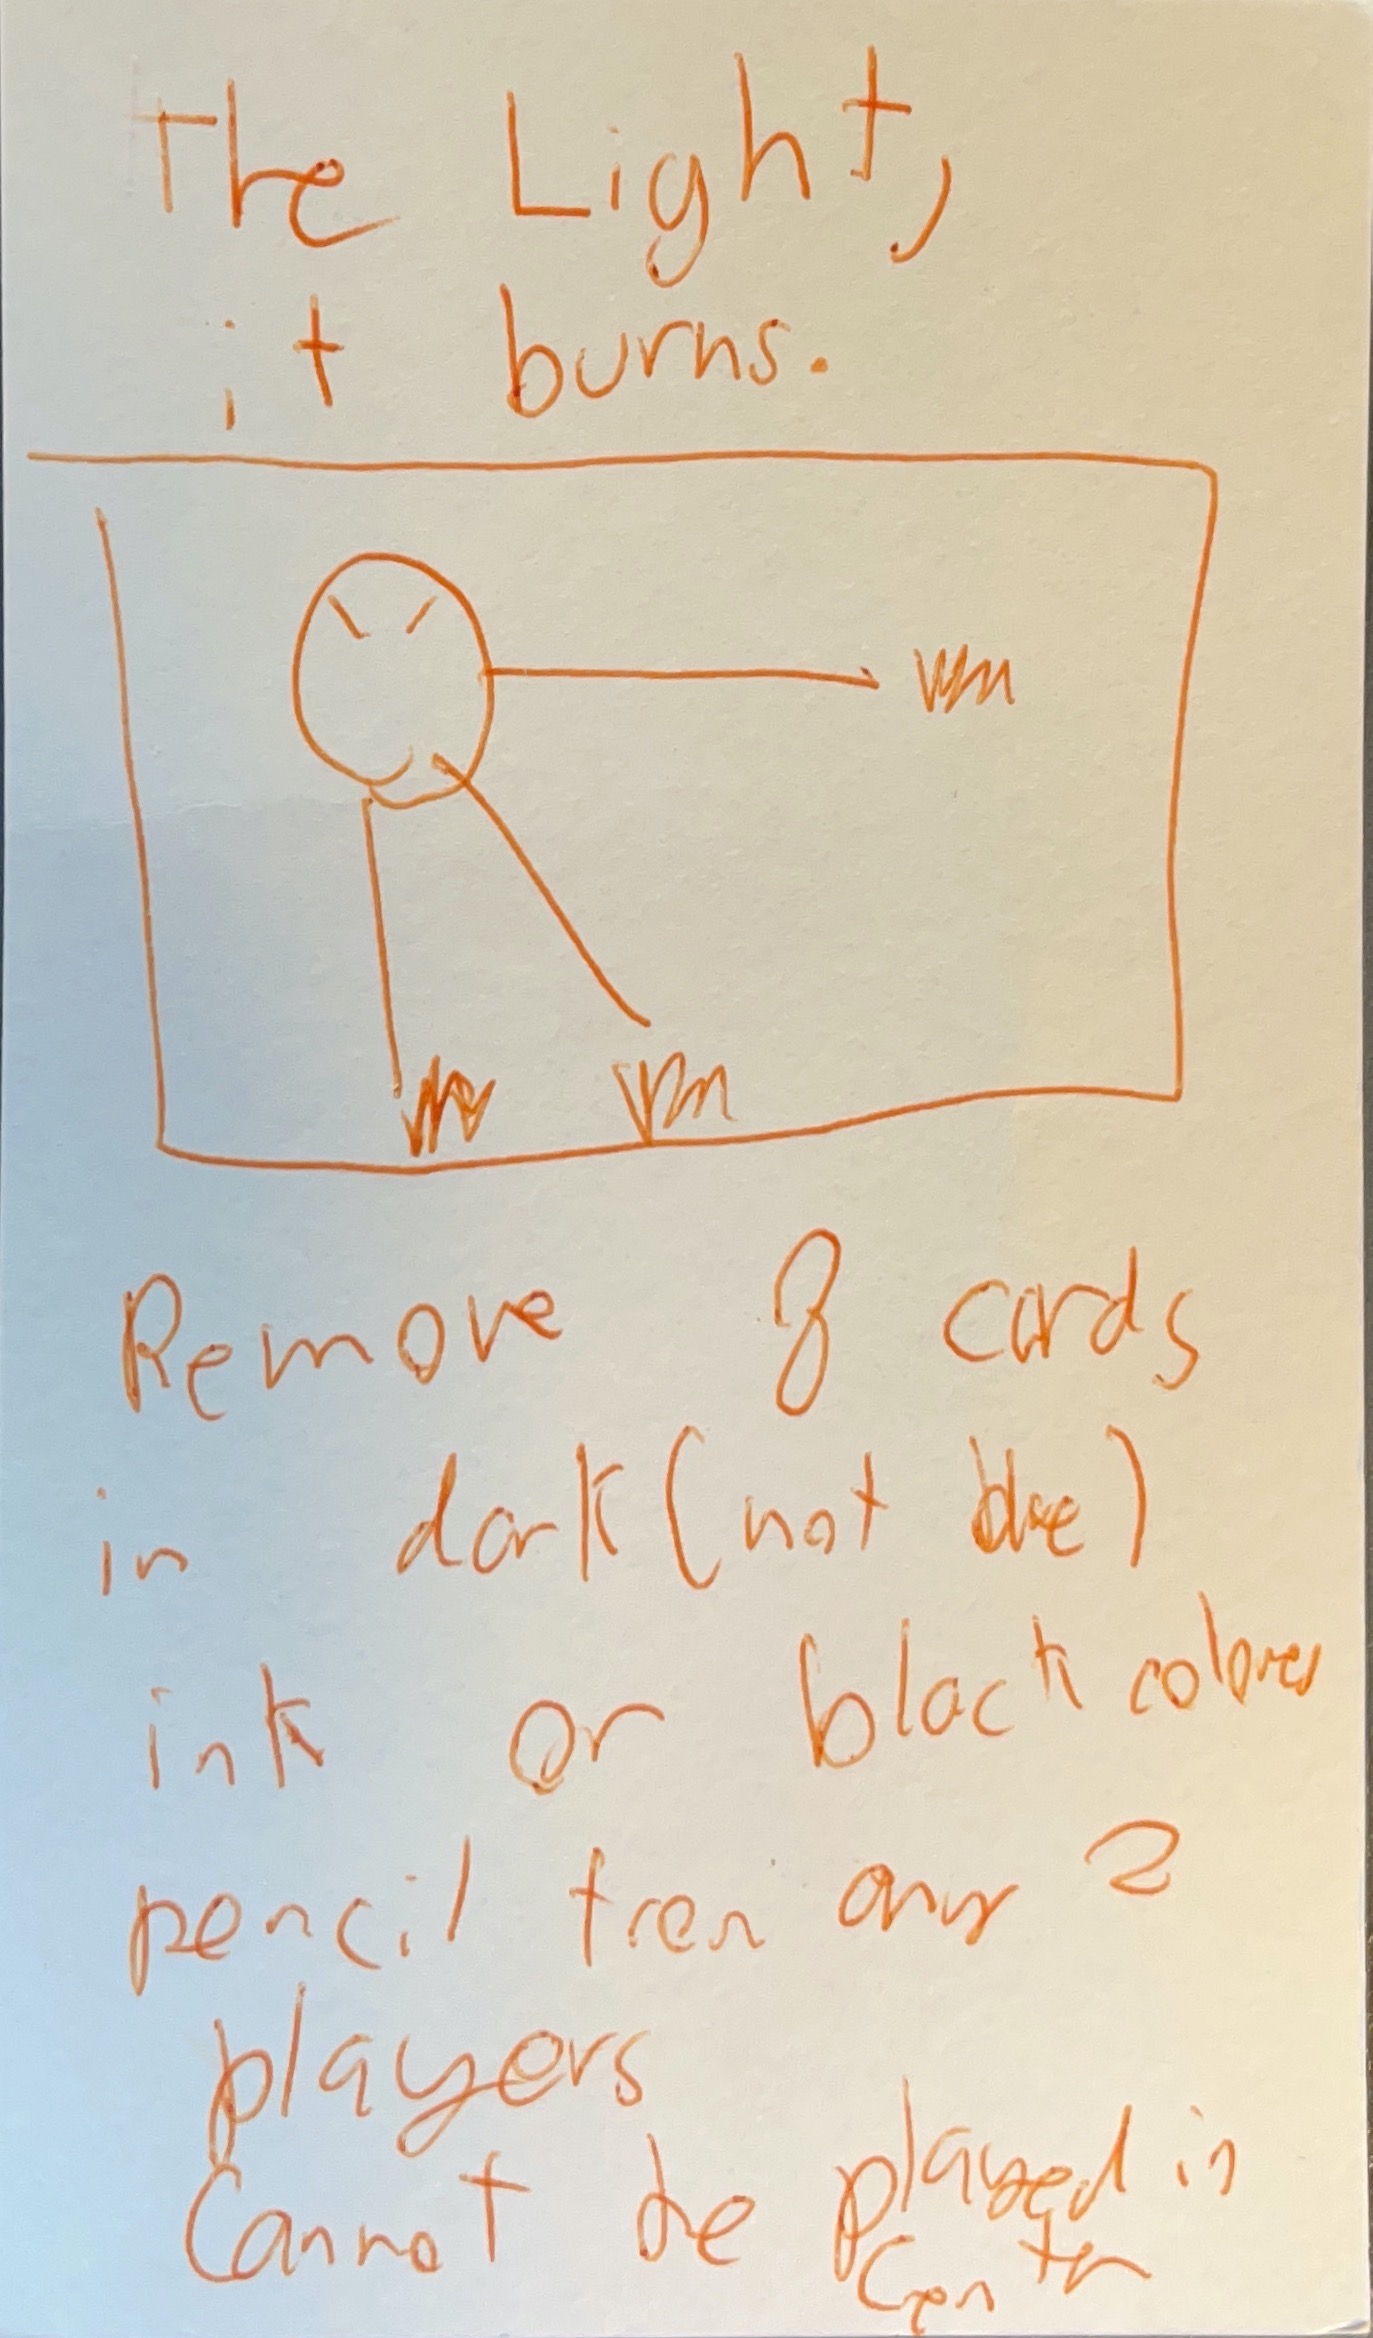 The Light,
it burns.
Remove 8 cards
in dark (not blue)
ink or black colored
pencil from any 2
players
Cannot be played in
Center